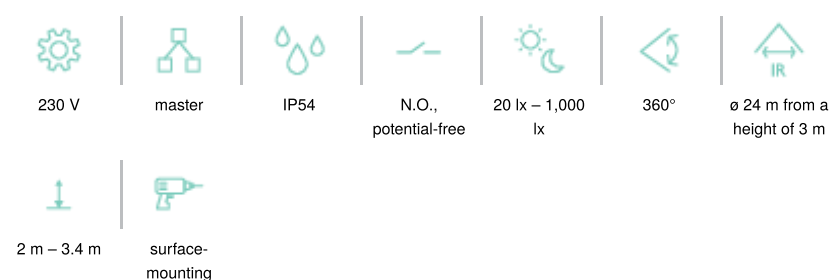 IR
230 V
master
IP54
N.O.,
potential-free
20 lx – 1,000
lx
360°
ø 24 m from a
height of 3 m
2 m – 3.4 m
surface-
mounting